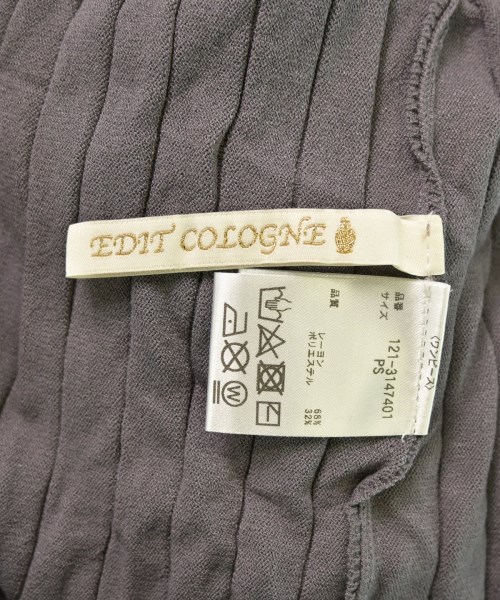 EDIT COLOGNE
〈ワンピース〉
品番 121-3147401
サイズ PS
品質
レーヨン 68%
ポリエステル 32%
W